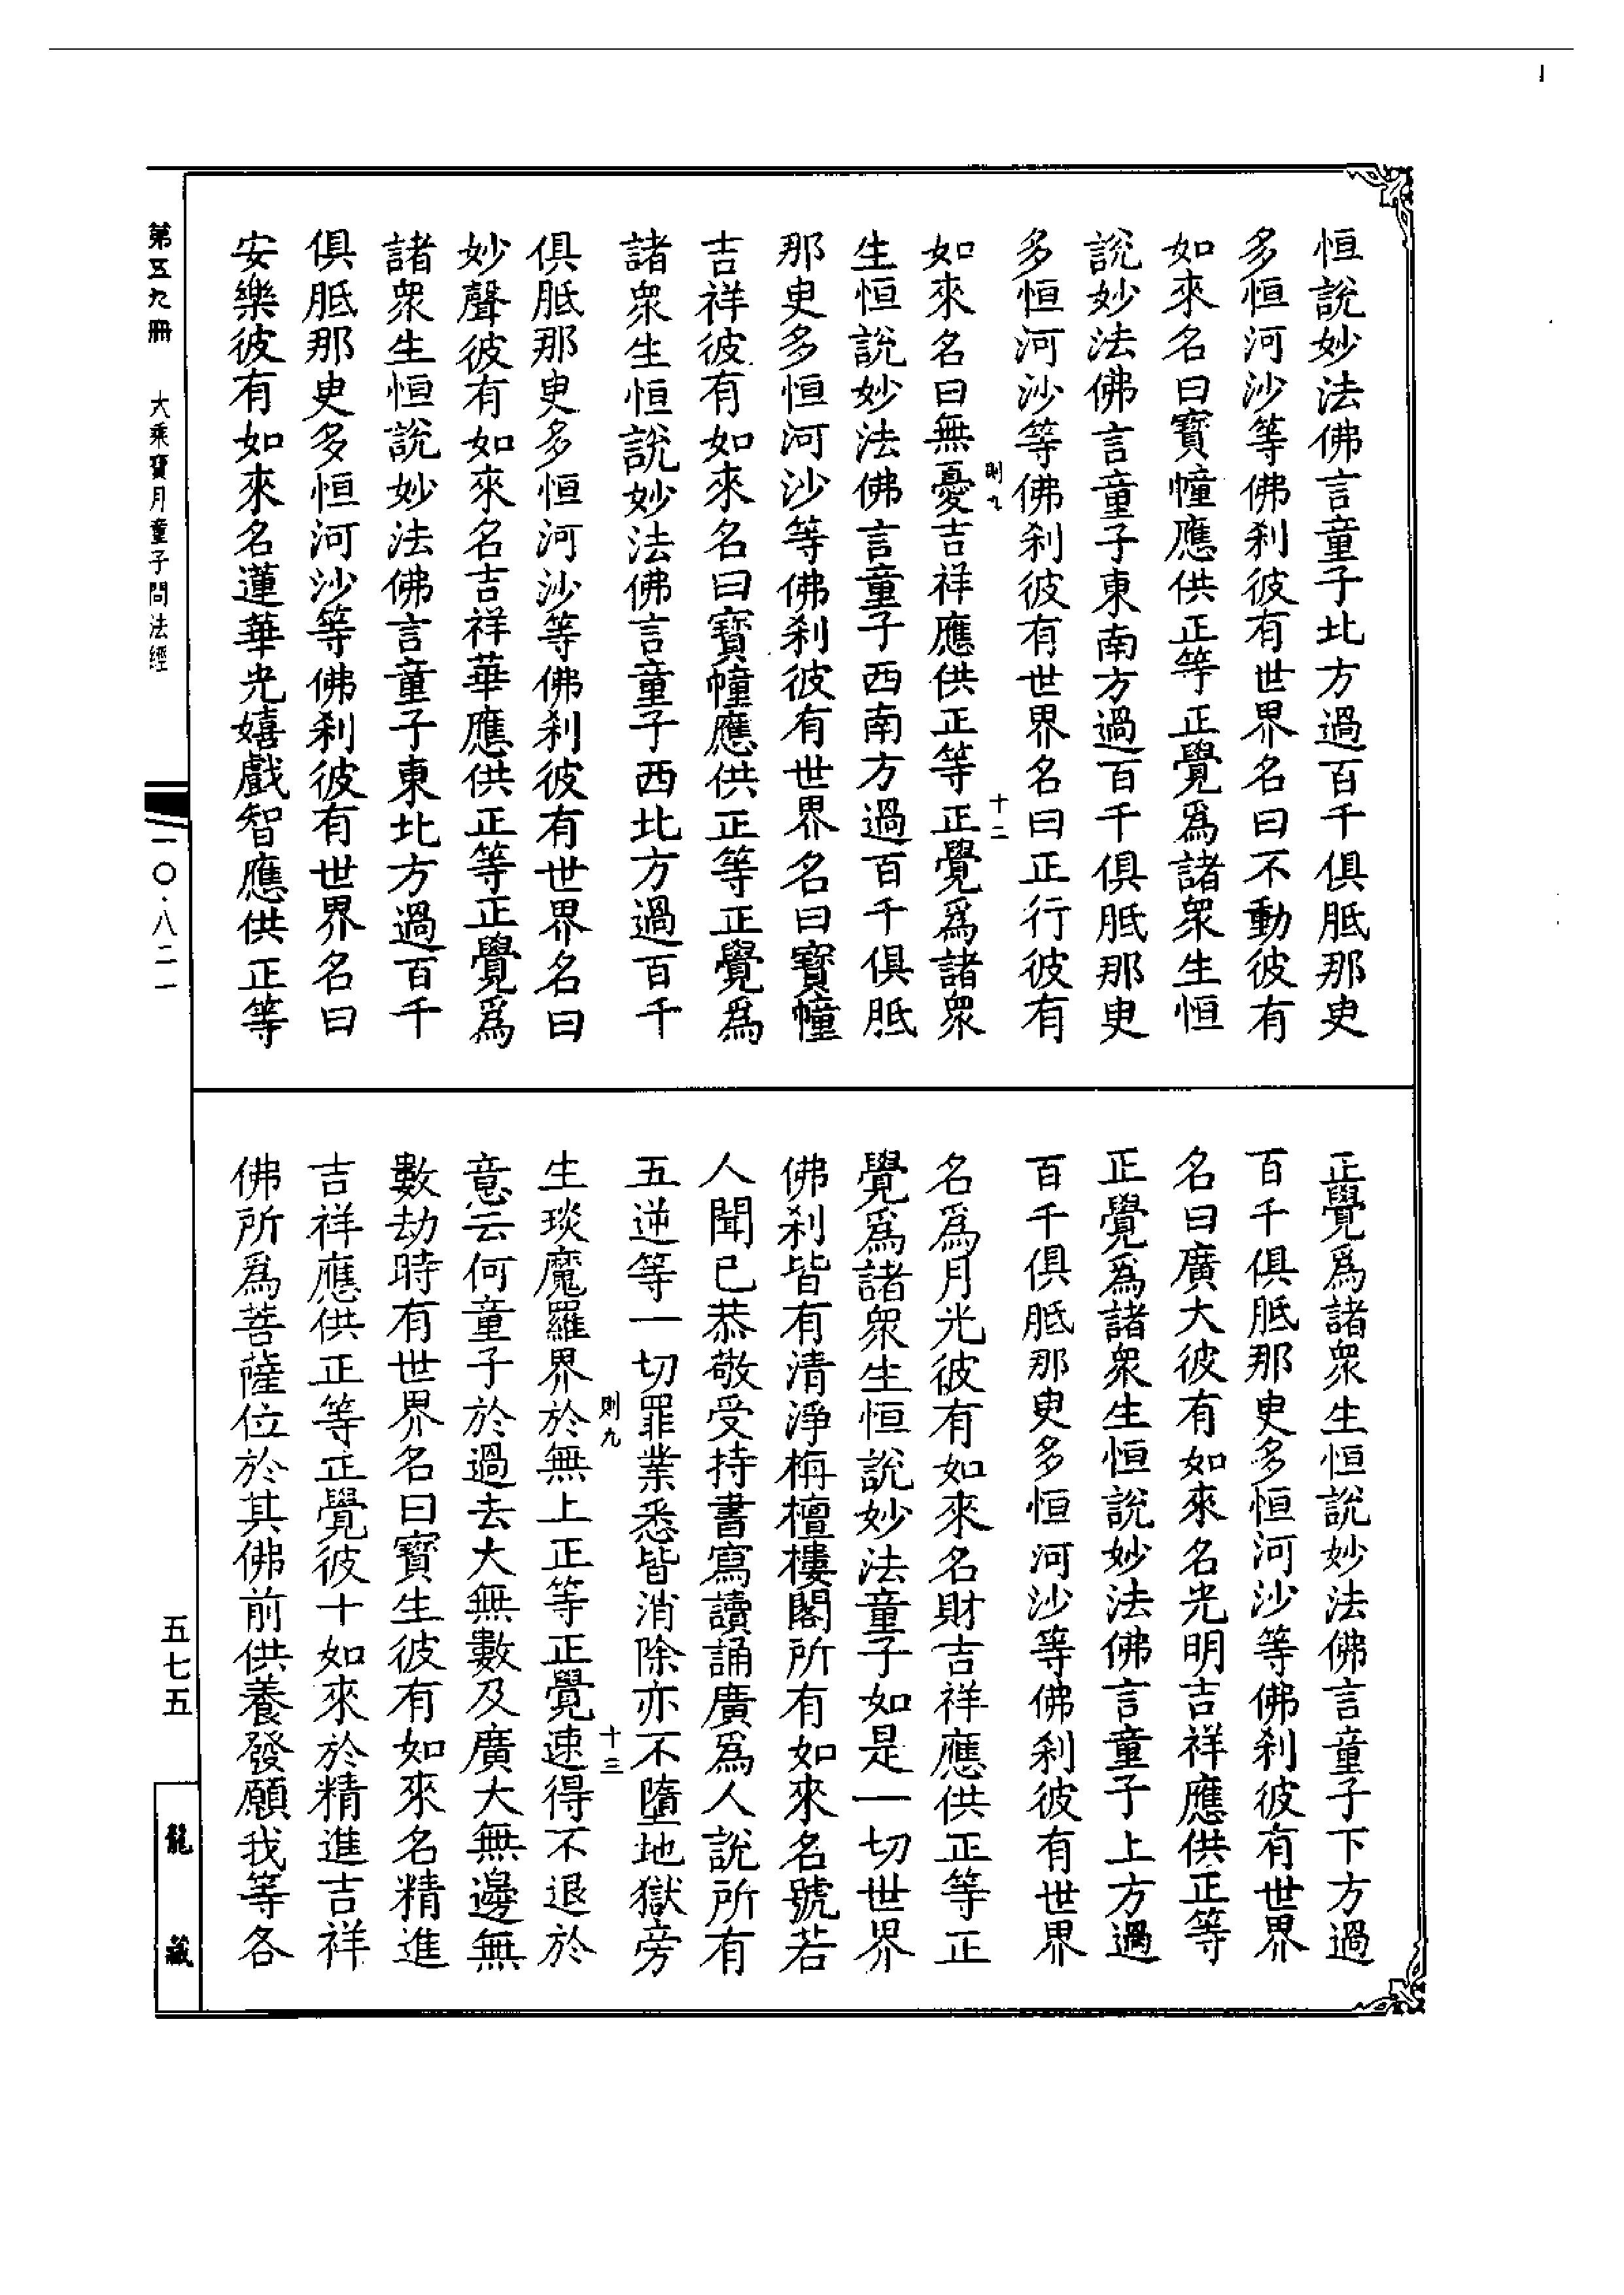 恒說妙法佛言童子北方過百千俱胝那㕜
多恒河沙等佛剎彼有世界名曰不動彼有
如來名曰寶幢應供正等正覺爲諸衆生恒
說妙法佛言童子東南方過百千俱胝那㕜
多恒河沙等佛剎彼有世界名曰正行彼有
則九
十二
如來名曰無憂吉祥應供正等正覺爲諸衆
生恒說妙法佛言童子西南方過百千俱胝
那㕜多恒河沙等佛剎彼有世界名曰寶幢
吉祥彼有如來名曰寶幢應供正等正覺爲
諸衆生恒說妙法佛言童子西北方過百千
俱胝那㕜多恒河沙等佛剎彼有世界名曰
妙聲彼有如來名吉祥華應供正等正覺爲
諸衆生恒說妙法佛言童子東北方過百千
俱胝那㕜多恒河沙等佛剎彼有世界名曰
安樂彼有如來名蓮華光嬉戲智應供正等
正覺爲諸衆生恒說妙法佛言童子下方過
百千俱胝那㕜多恒河沙等佛剎彼有世界
名曰廣大彼有如來名光明吉祥應供正等
正覺爲諸衆生恒說妙法佛言童子上方過
百千俱胝那㕜多恒河沙等佛剎彼有世界
名爲月光彼有如來名財吉祥應供正等正
覺爲諸衆生恒說妙法童子如是一切世界
佛剎皆有清淨栴檀樓閣所有如來名號若
人聞已恭敬受持書寫讀誦廣爲人說所有
五逆等一切罪業悉皆消除亦不墮地獄旁
則九
十三
生琰魔羅界於無上正等正覺速得不退於
意云何童子於過去大無數及廣大無邊無
數劫時有世界名曰寶生彼有如來名精進
吉祥應供正等正覺彼十如來於精進吉祥
佛所爲菩薩位於其佛前供養發願我等各
第五九冊
大乘寶月童子問法經
一〇·八二一
五七五
龍藏